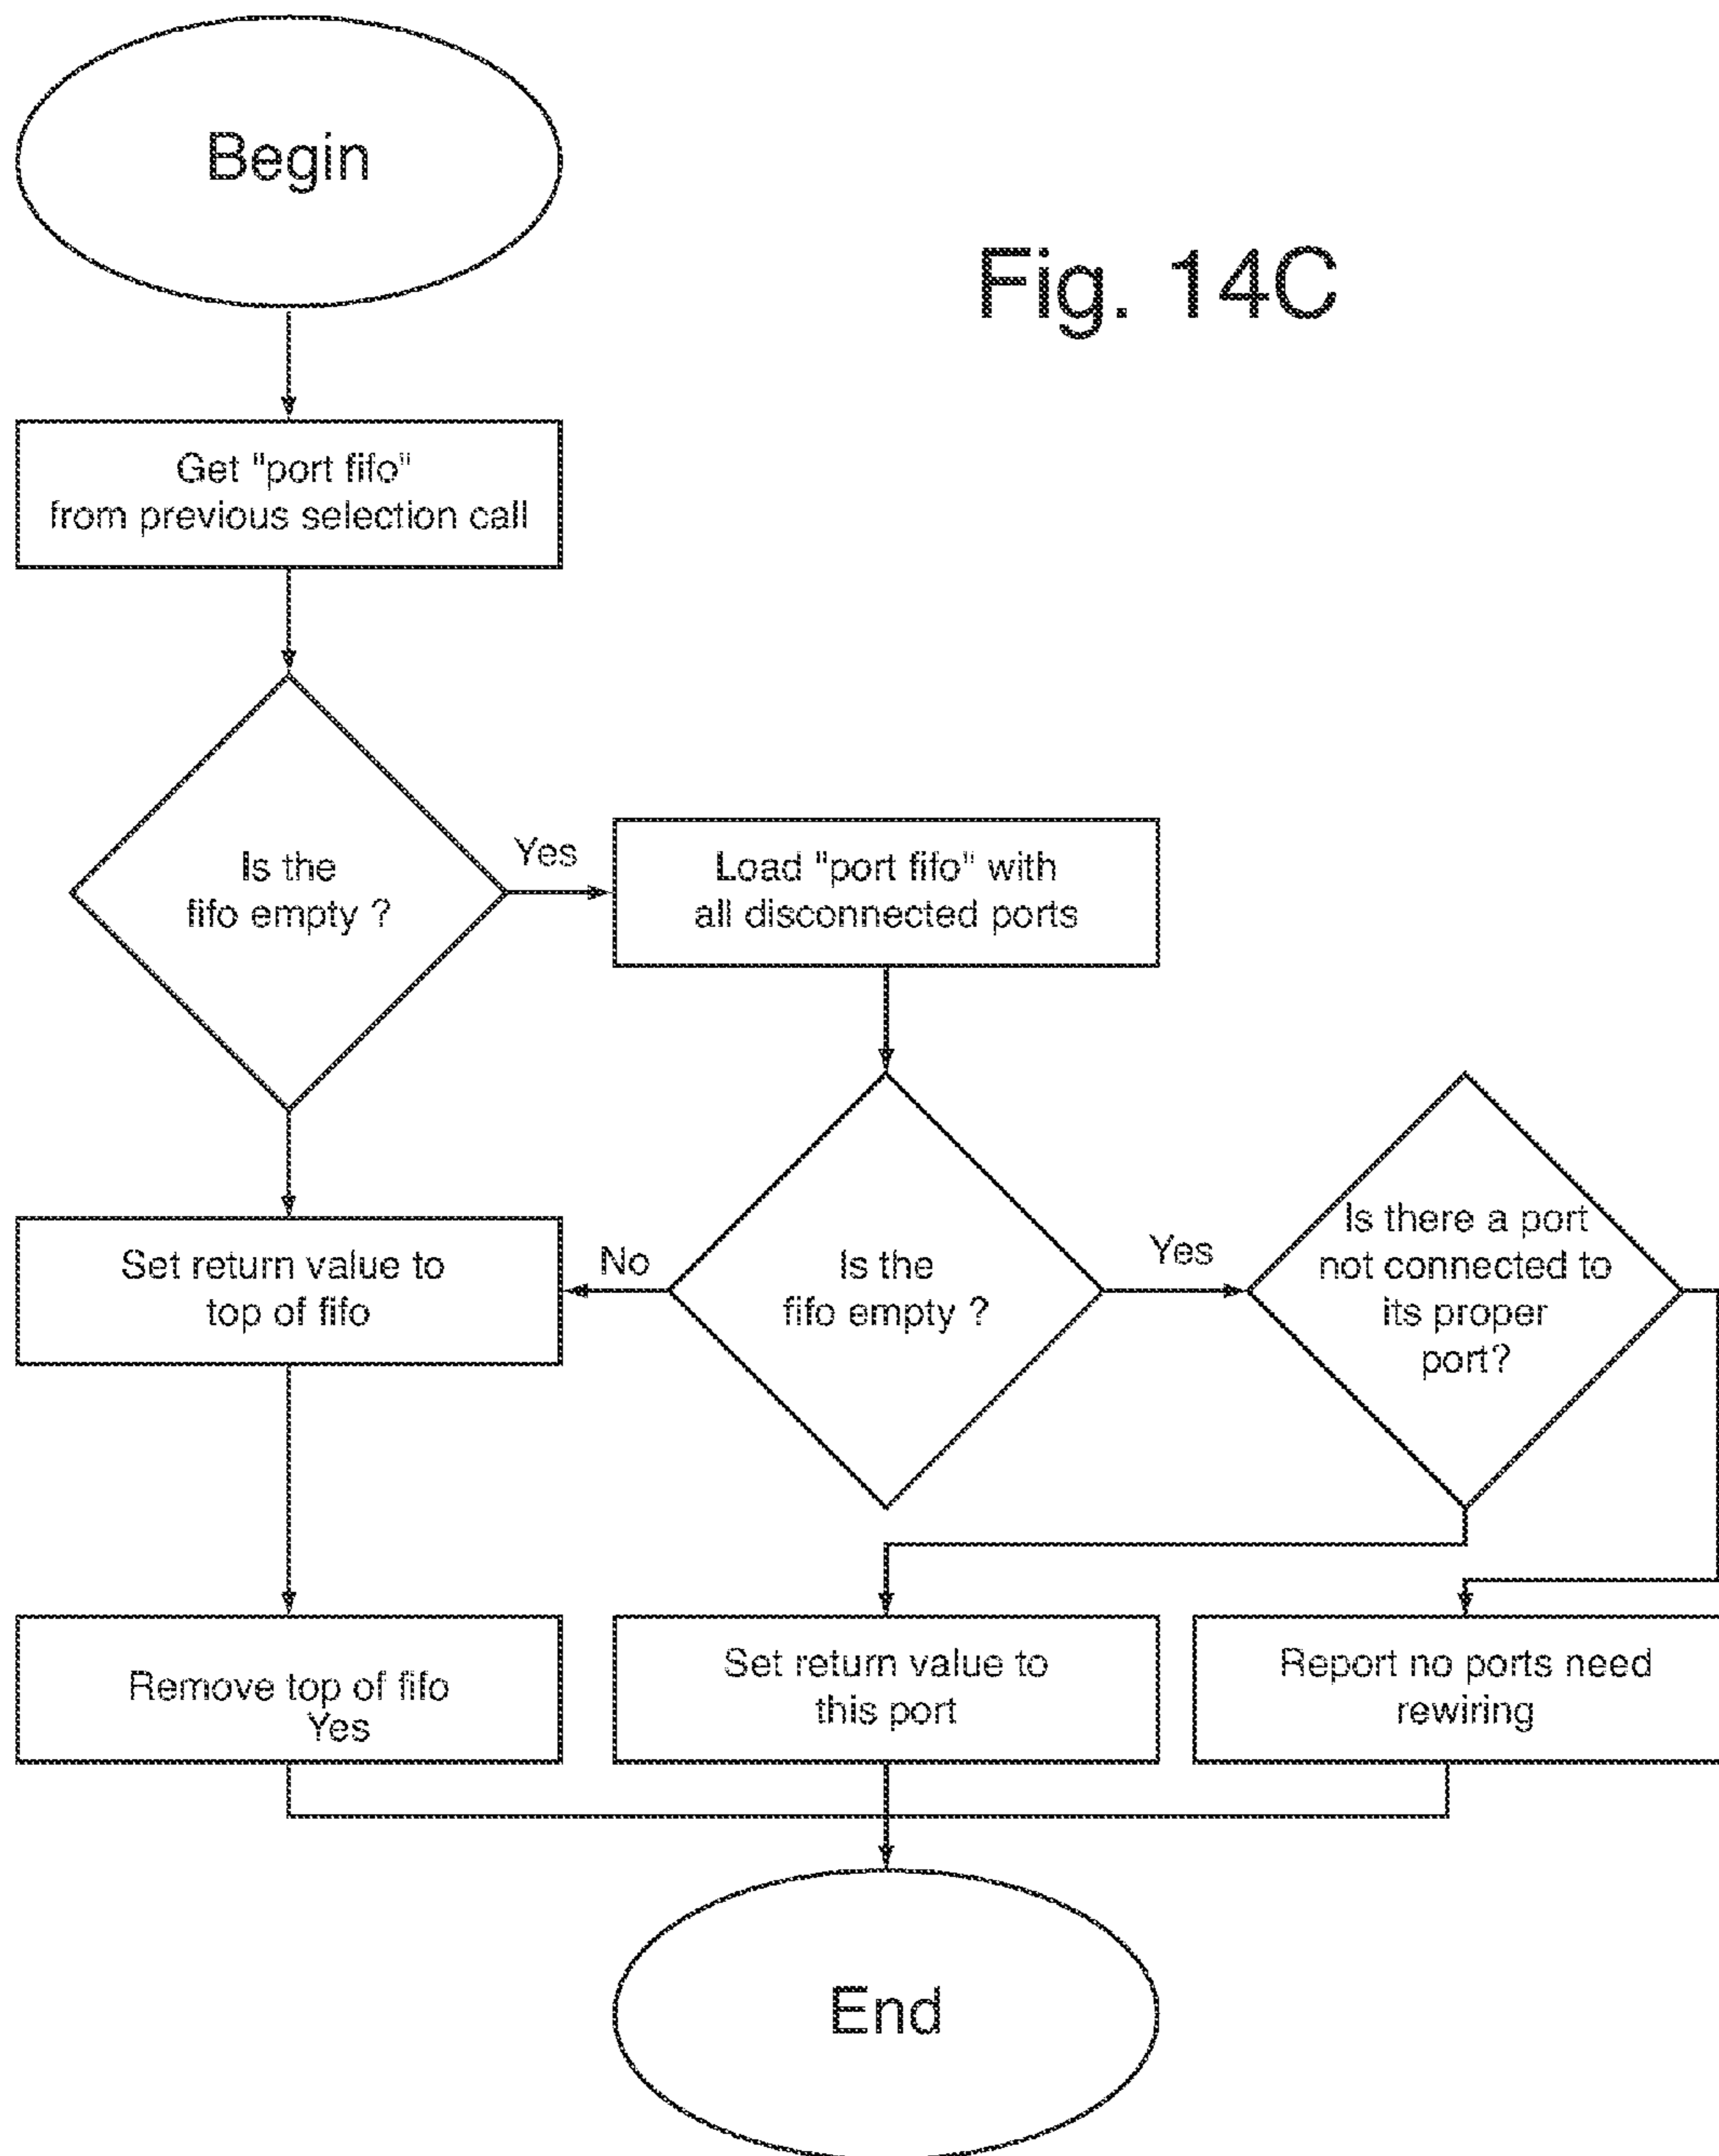 Begin
Fig. 14C
Get "port fifo"
from previous selection call
Is the
fifo empty ?
Yes
Load "port fifo" with
all disconnected ports
Set return value to
top of fifo
No
Is the
fifo empty ?
Yes
Is there a port
not connected to
its proper
port?
Remove top of fifo
Yes
Set return value to
this port
Report no ports need
rewiring
End